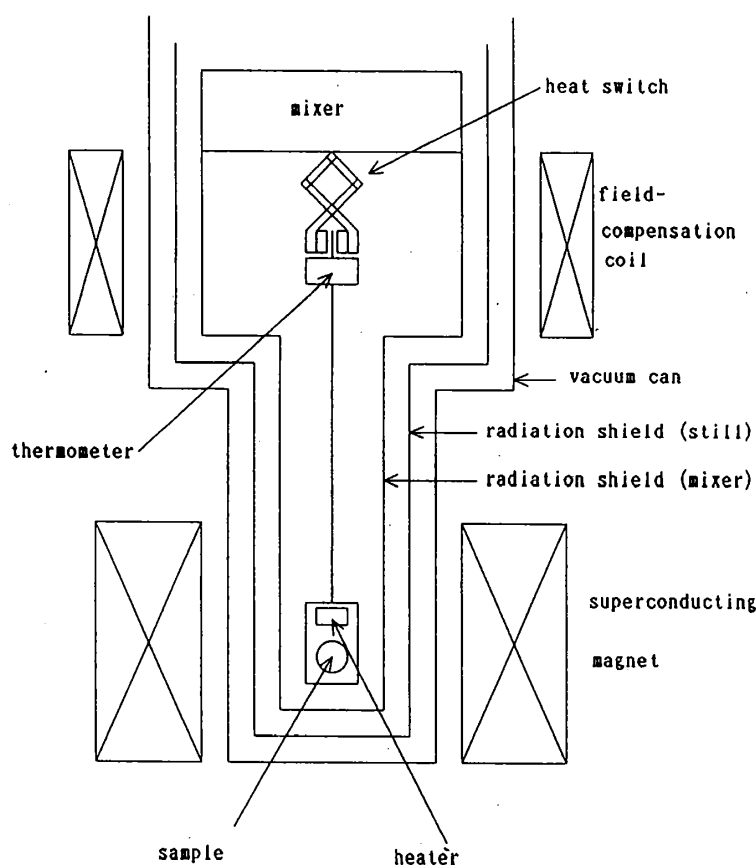 mixer
heat switch
field-
compensation
coil
vacuum can
thermometer
radiation shield (still)
radiation shield (mixer)
superconducting
magnet
sample
heater